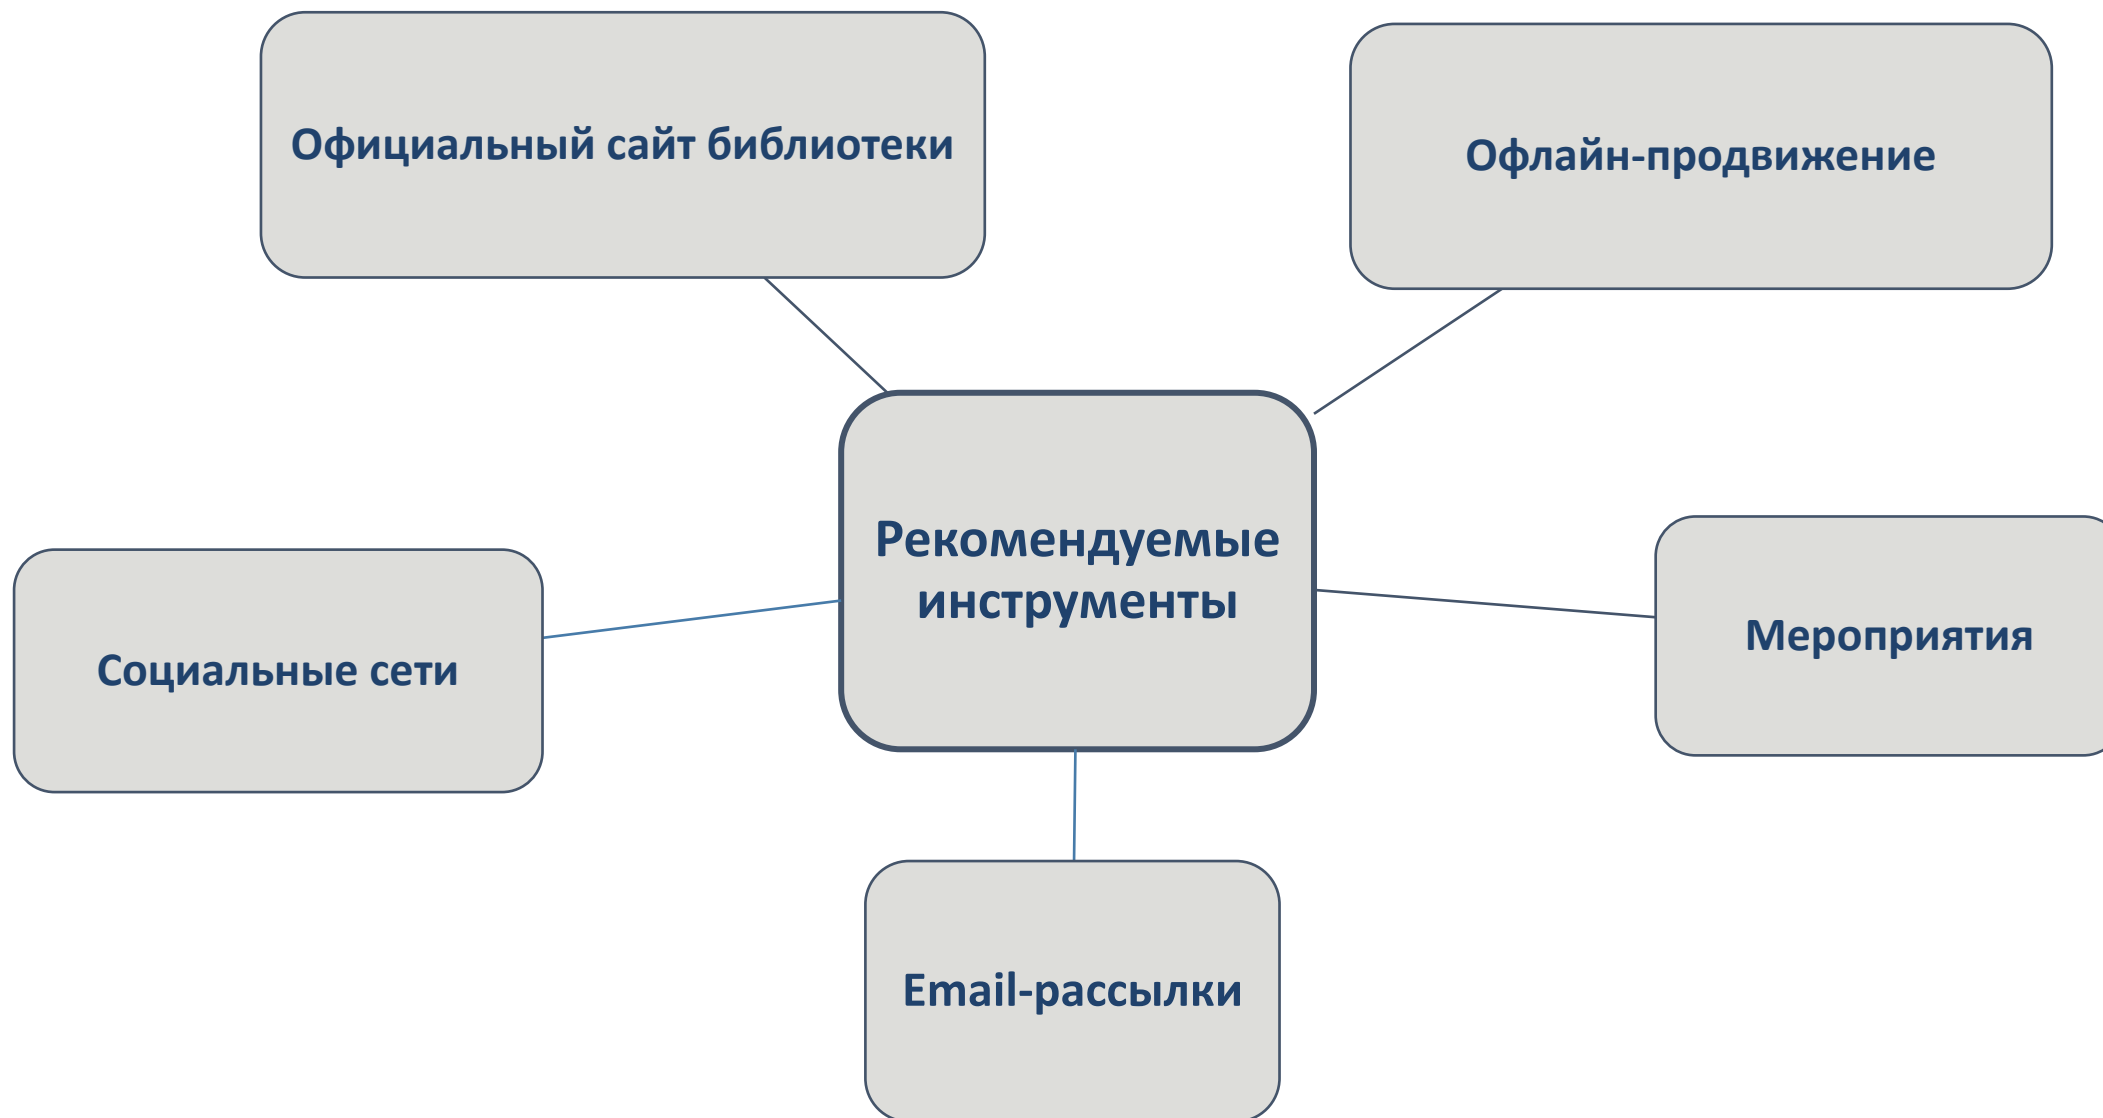 Официальный сайт библиотеки
Офлайн-продвижение
Рекомендуемые
инструменты
Мероприятия
Социальные сети
Email-рассылки